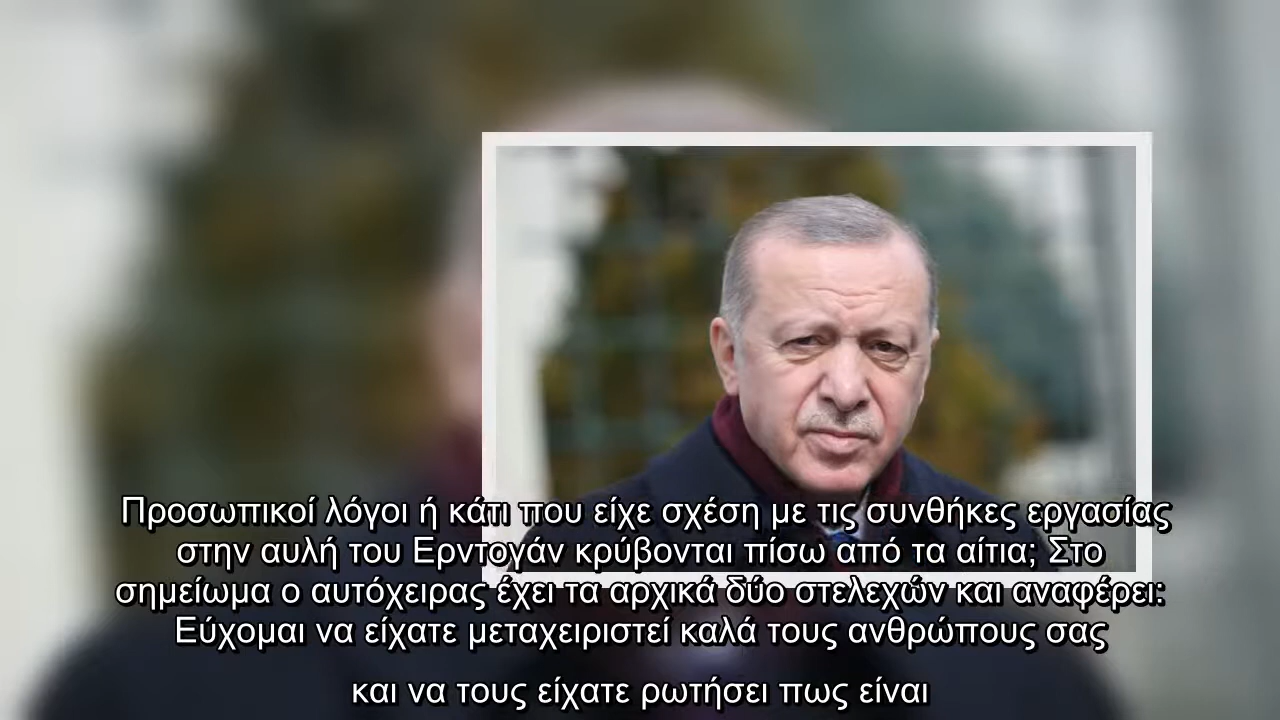 Προσωπικοί λόγοι ή κάτι που είχε σχέση με τις συνθήκες εργασίας
στην αυλή του Ερντογάν κρύβονται πίσω από τα αίτια; Στο
σημείωμα ο αυτόχειρας έχει τα αρχικά δύο στελεχών και αναφέρει:
Εύχομαι να είχατε μεταχειριστεί καλά τους ανθρώπους σας
και να τους είχατε ρωτήσει πως είναι